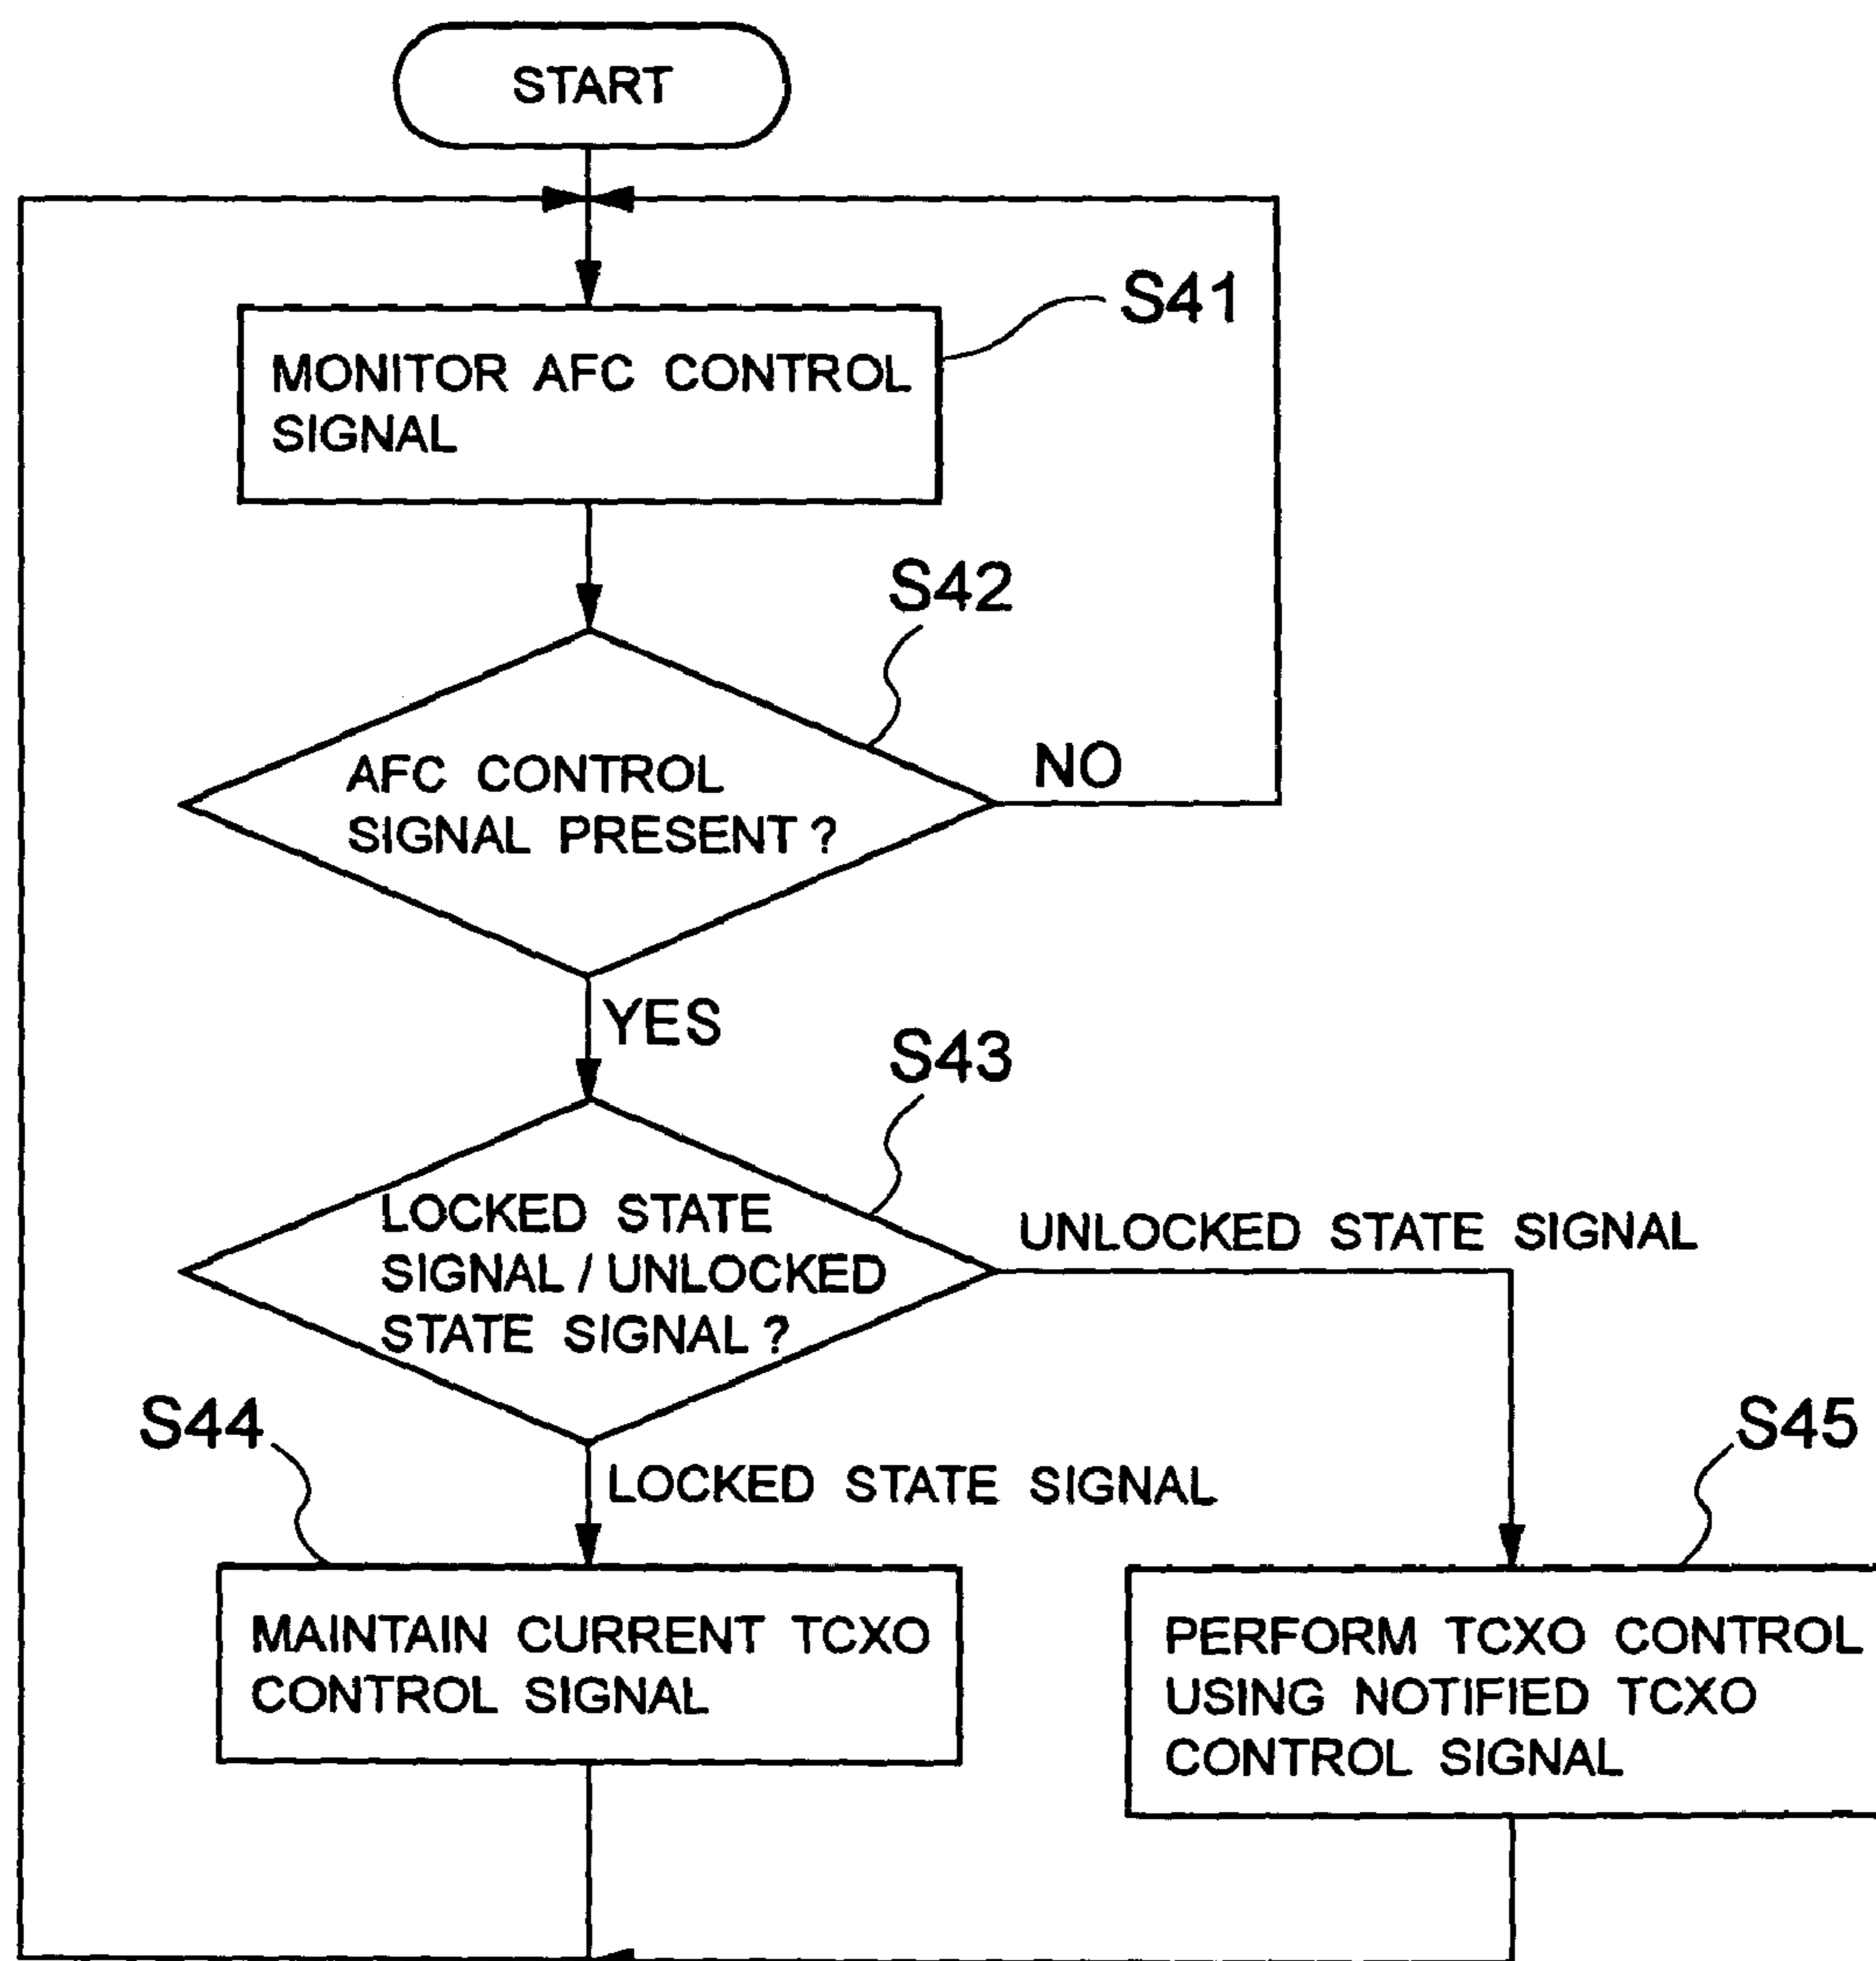 START
S41
MONITOR AFC CONTROL
SIGNAL
S42
AFC CONTROL
SIGNAL PRESENT ?
NO
YES
S43
LOCKED STATE
SIGNAL / UNLOCKED
STATE SIGNAL ?
UNLOCKED STATE SIGNAL
S44
LOCKED STATE SIGNAL
S45
MAINTAIN CURRENT TCXO
CONTROL SIGNAL
PERFORM TCXO CONTROL
USING NOTIFIED TCXO
CONTROL SIGNAL